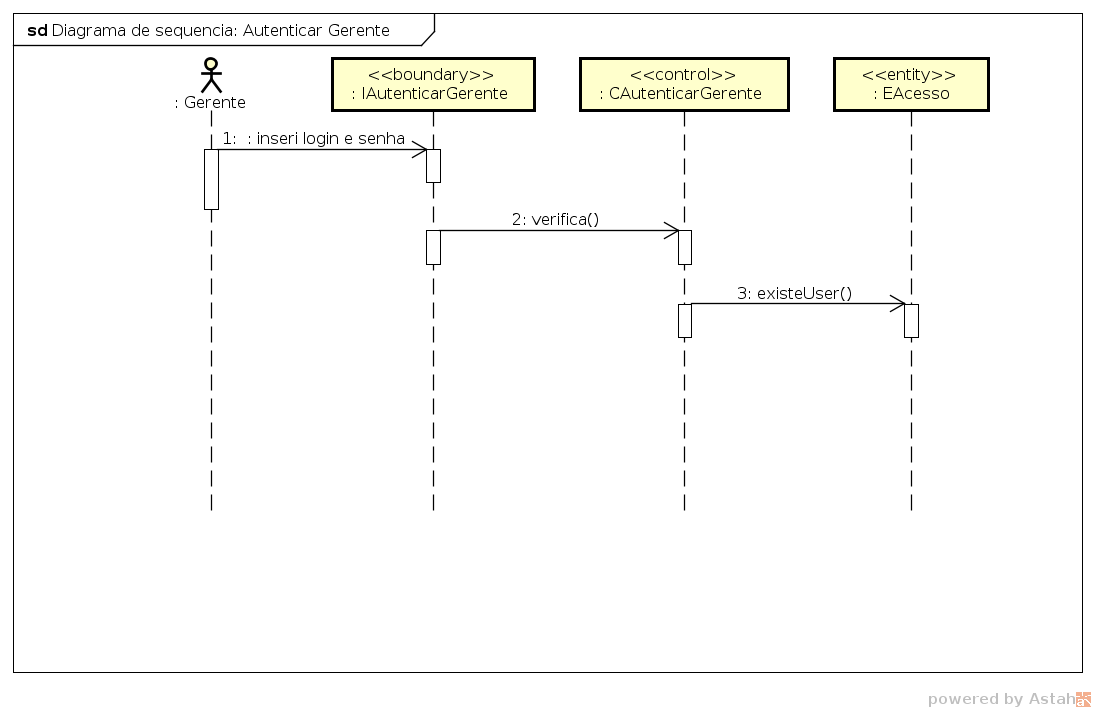 sd Diagrama de sequencia: Autenticar Gerente
: Gerente
<<boundary>>
: IAutenticarGerente
<<control>>
: CAutenticarGerente
<<entity>>
: EAcesso
1:  : inseri login e senha
2: verifica()
3: existeUser()
powered by Astah